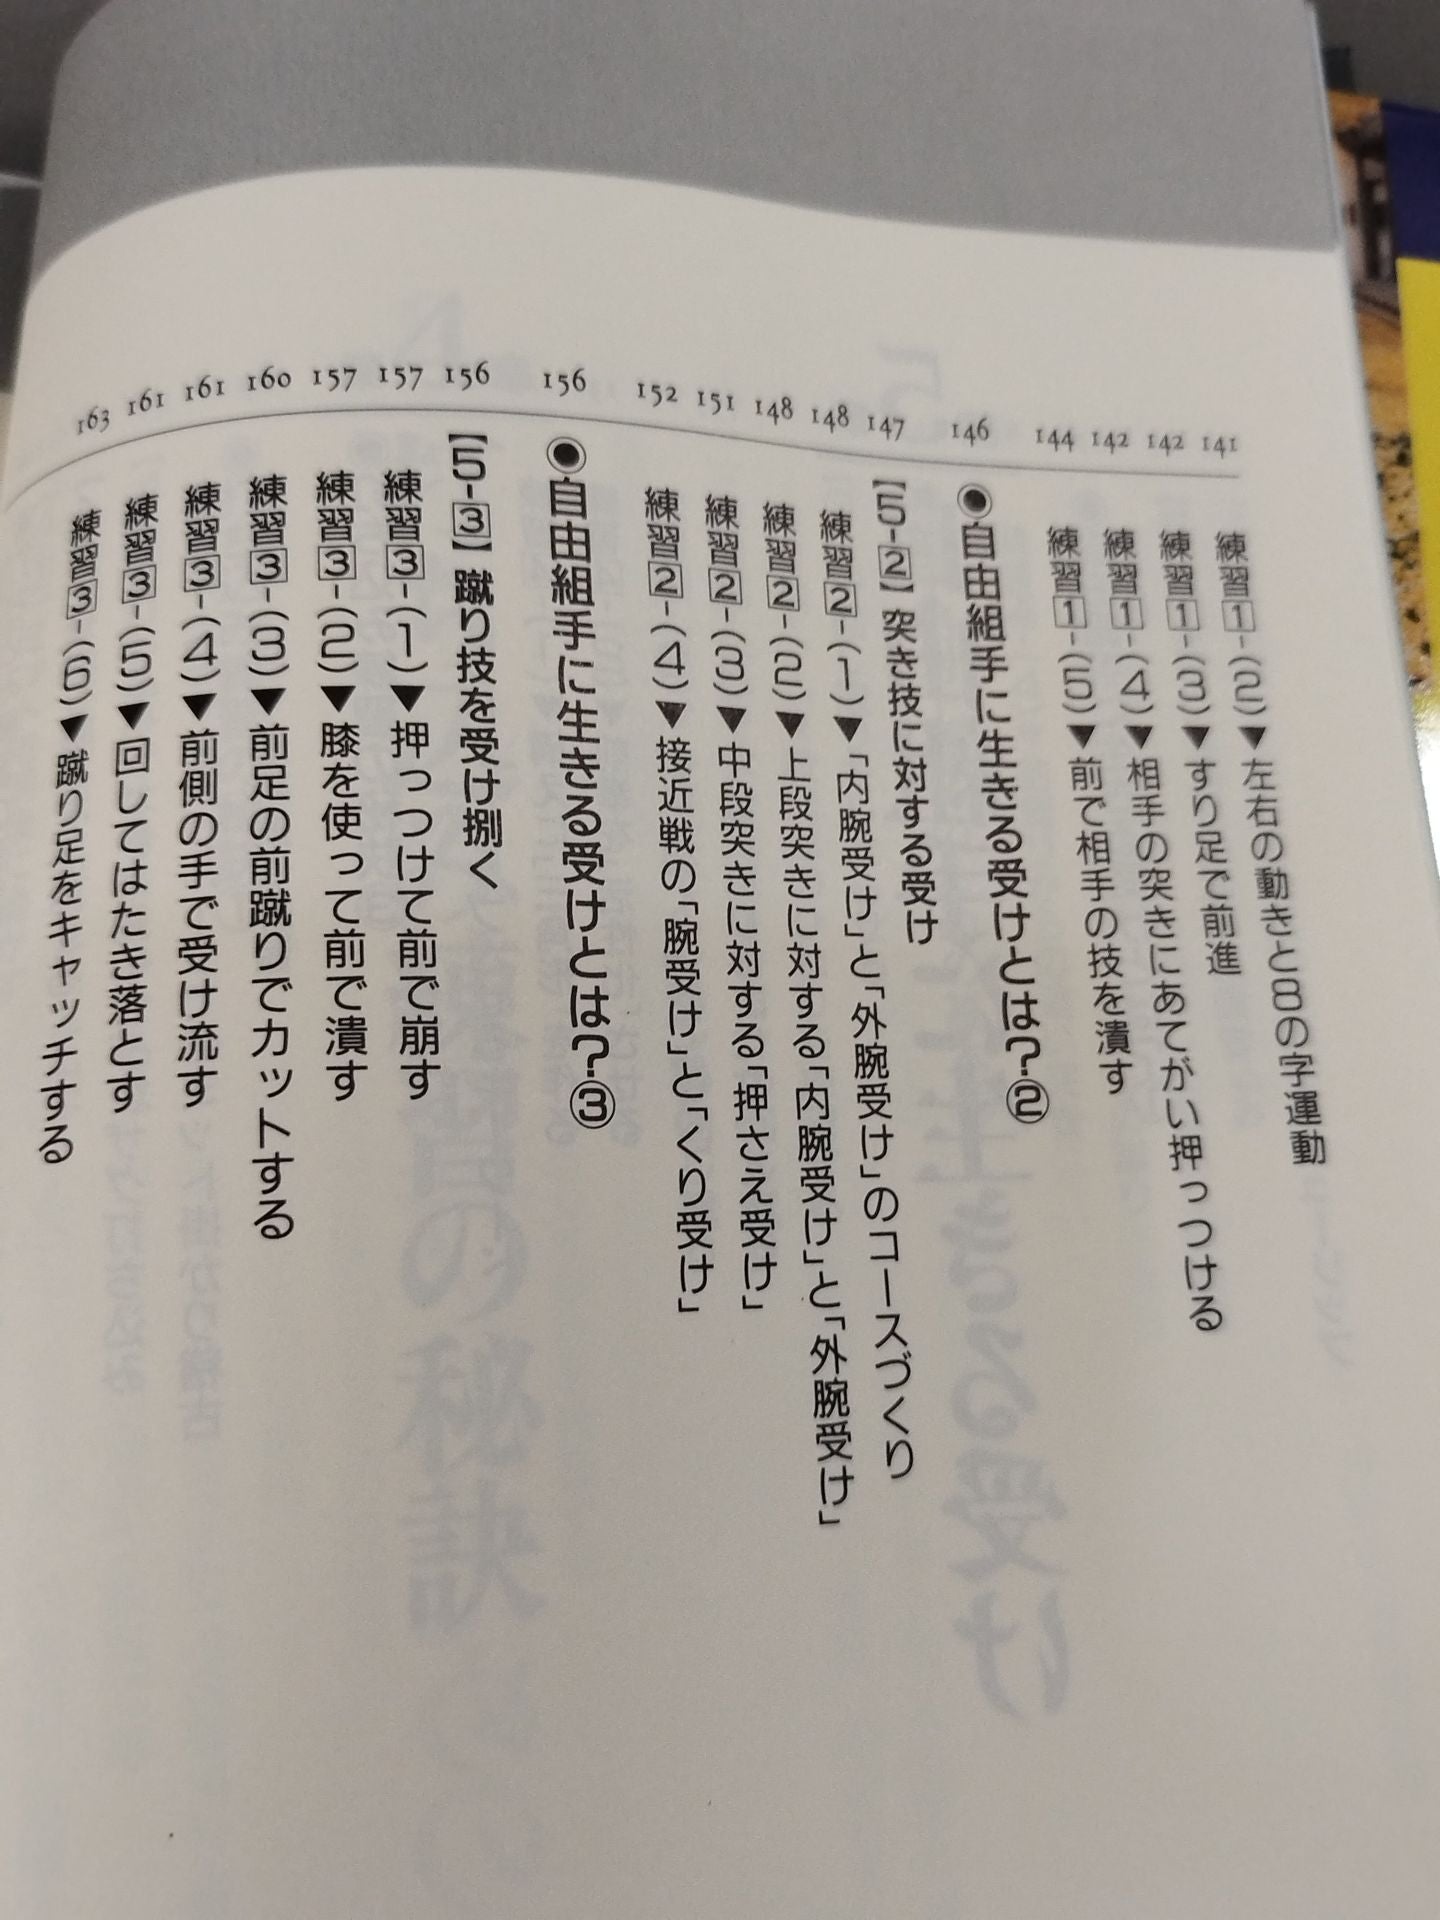 141 練習1-(2)▼左右の動きと8の字運動
142 練習1-(3)▼すり足で前進
142 練習1-(4)▼相手の突きにあてがい押っつける
144 練習1-(5)▼前で相手の技を潰す
146 ◉自由組手に生きる受けとは?②
147 【5-2】突き技に対する受け
148 練習2-(1)▼「内腕受け」と「外腕受け」のコースづくり
148 練習2-(2)▼上段突きに対する「内腕受け」と「外腕受け」
151 練習2-(3)▼中段突きに対する「押さえ受け」
152 練習2-(4)▼接近戦の「腕受け」と「くり受け」
156 ◉自由組手に生きる受けとは?③
156 【5-3】蹴り技を受け捌く
157 練習3-(1)▼押っつけて前で崩す
157 練習3-(2)▼膝を使って前で潰す
160 練習3-(3)▼前足の前蹴りでカットする
161 練習3-(4)▼前側の手で受け流す
161 練習3-(5)▼回してはたき落とす
163 練習3-(6)▼蹴り足をキャッチする